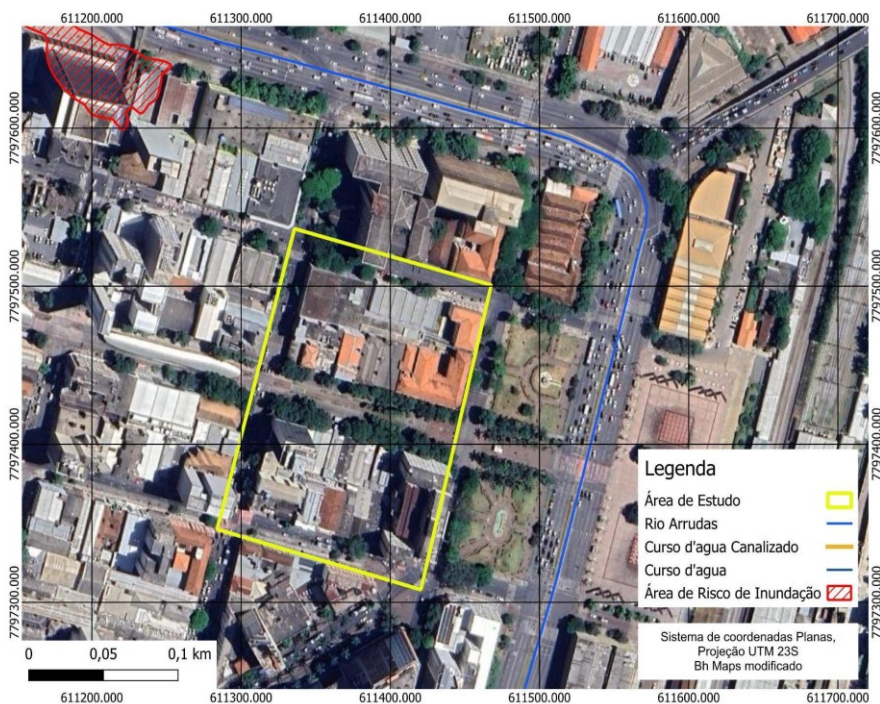 611200.000 611300.000 611400.000 611500.000 611600.000 611700.000
7797600.000
7797500.000
7797400.000
7797300.000
7797600.000
7797500.000
7797400.000
7797300.000
Legenda
Área de Estudo
Rio Arrudas
Curso d'agua Canalizado
Curso d'agua
Área de Risco de Inundação
Sistema de coordenadas Planas,
Projeção UTM 23S
Bh Maps modificado
0 0,05 0,1 km
611200.000 611300.000 611400.000 611500.000 611600.000 611700.000